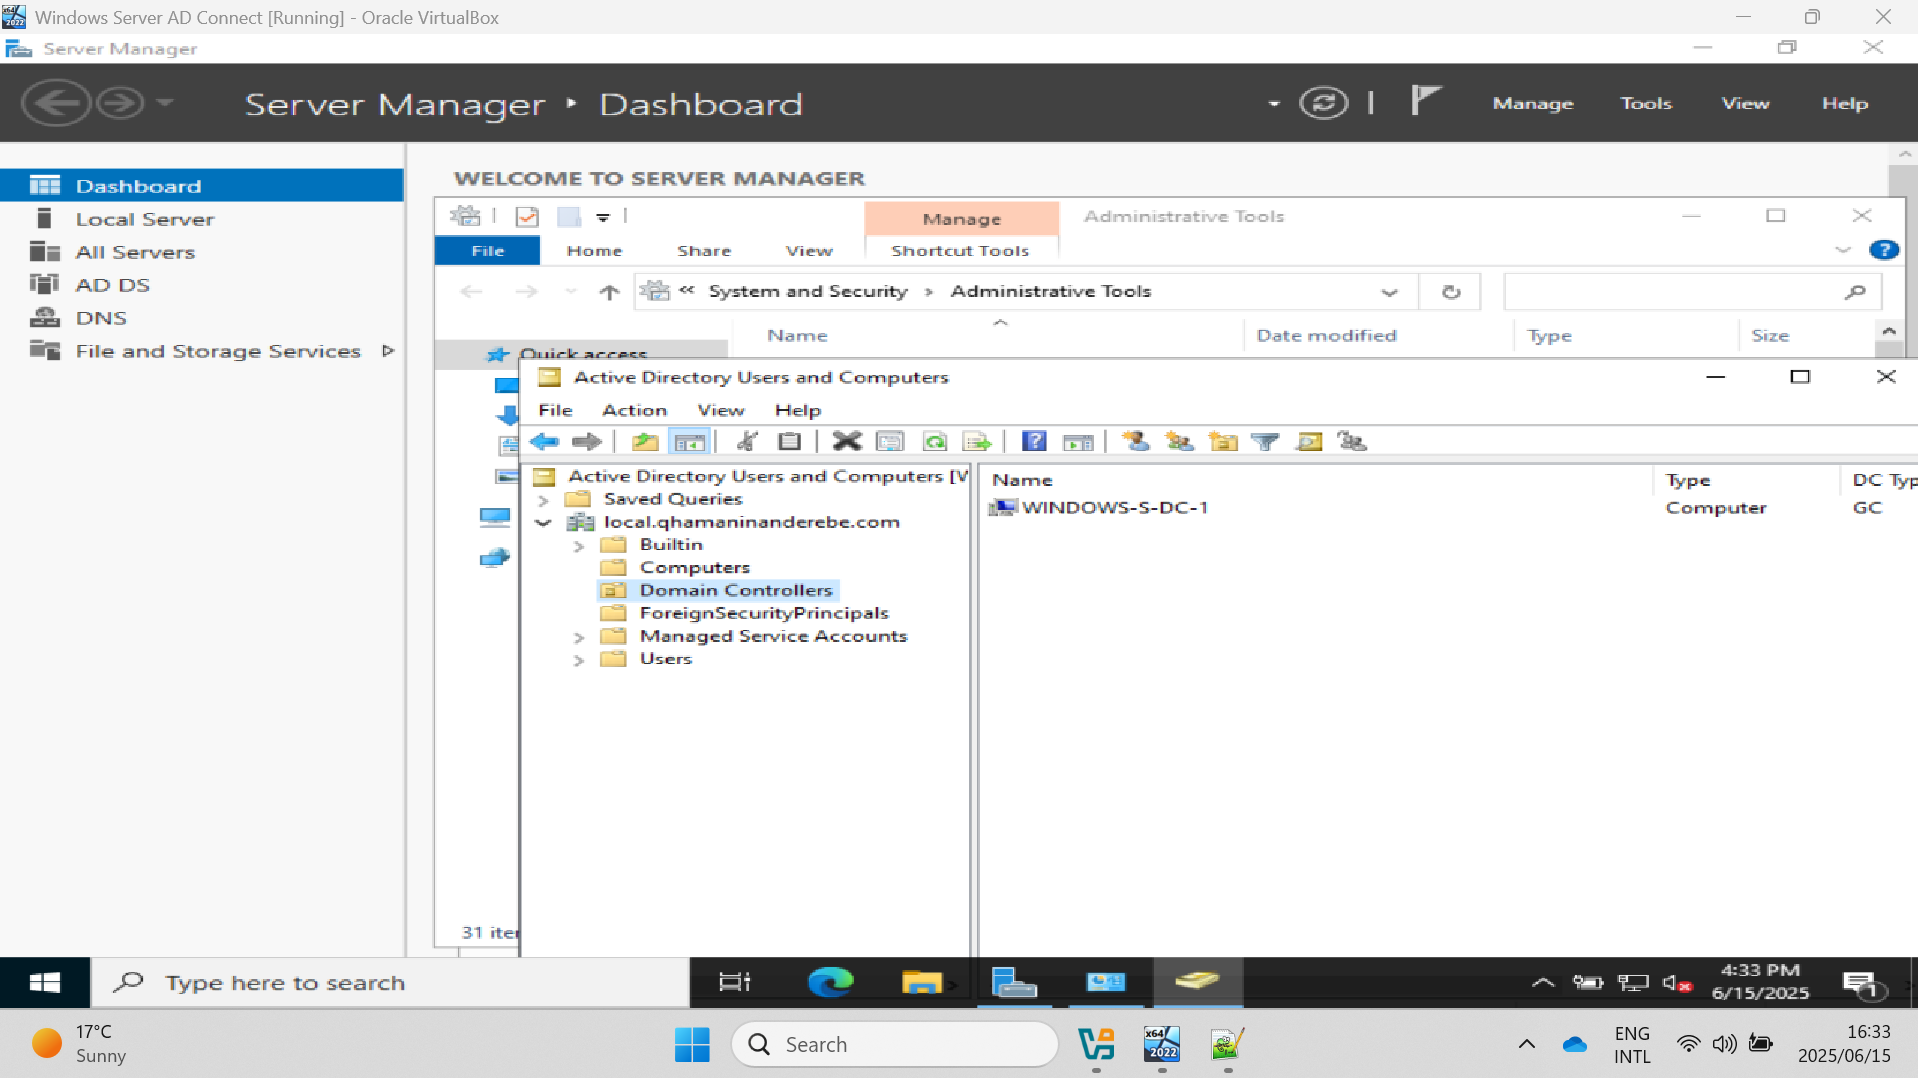 Windows Server AD Connect [Running] - Oracle VirtualBox
Server Manager
Server Manager Dashboard
Manage Tools View Help
Dashboard
Local Server
All Servers
AD DS
DNS
File and Storage Services
WELCOME TO SERVER MANAGER
Manage Administrative Tools
File Home Share View Shortcut Tools
« System and Security › Administrative Tools
Name Date modified Type Size
Quick access
Active Directory Users and Computers
File Action View Help
Active Directory Users and Computers [W
Saved Queries
local.qhamaninanderebe.com
Builtin
Computers
Domain Controllers
ForeignSecurityPrincipals
Managed Service Accounts
Users
Name Type DC Typ
WINDOWS-S-DC-1 Computer GC
31 iter
Type here to search
4:33 PM
6/15/2025
1
17°C
Sunny
Search
x64
2022
ENG
INTL
16:33
2025/06/15